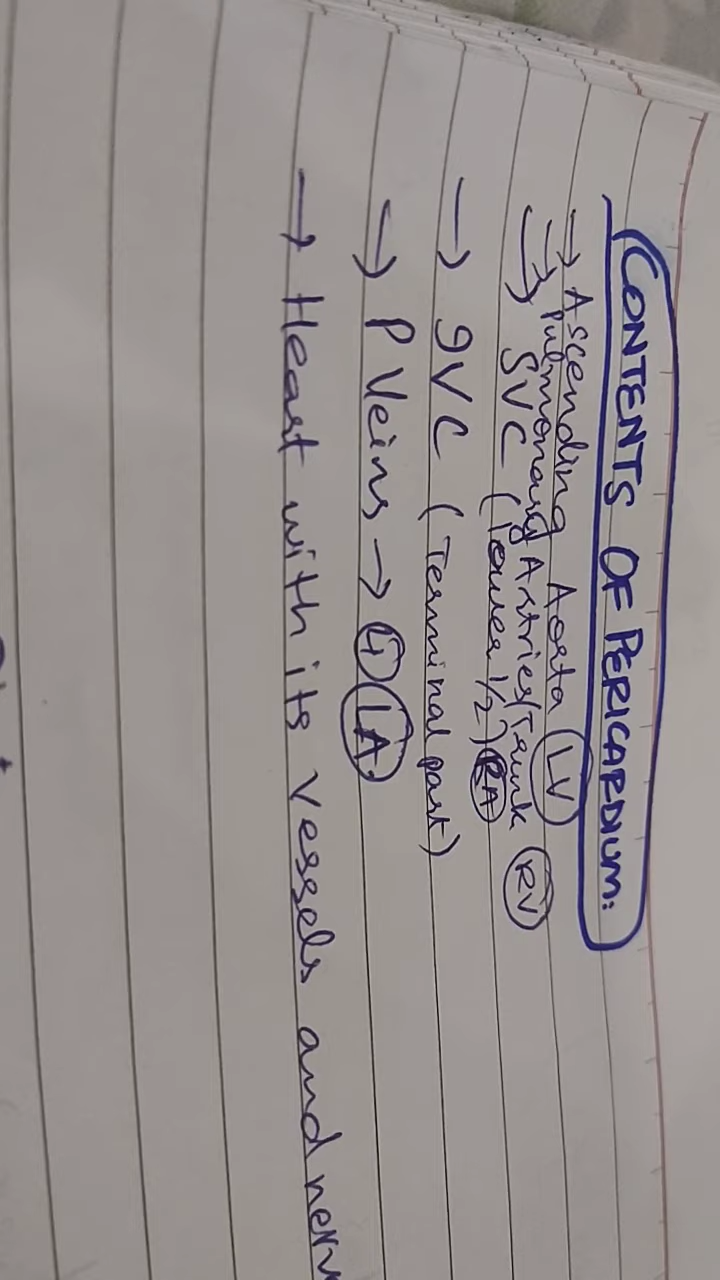 CONTENTS OF PERICARDIUM:
→ Ascending Aorta (LV)
→ Pulmonary Artries/Trunk (RV)
→ SVC (lower 1/2) (RA)
→ IVC (Terminal part)
→ P Veins → (4) (LA)
→ Heart with its vessels and nerv